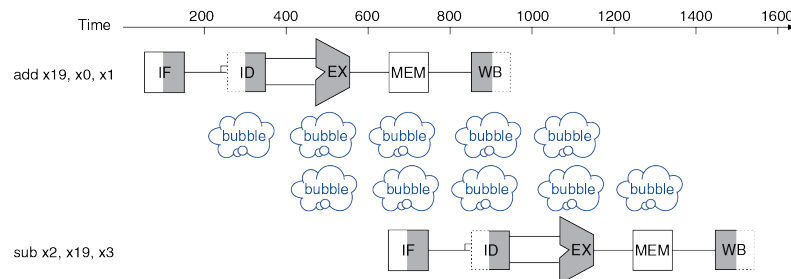 Time 200 400 600 800 1000 1200 1400 1600
add x19, x0, x1 IF ID EX MEM WB
bubble bubble bubble bubble bubble
bubble bubble bubble bubble bubble
sub x2, x19, x3 IF ID EX MEM WB